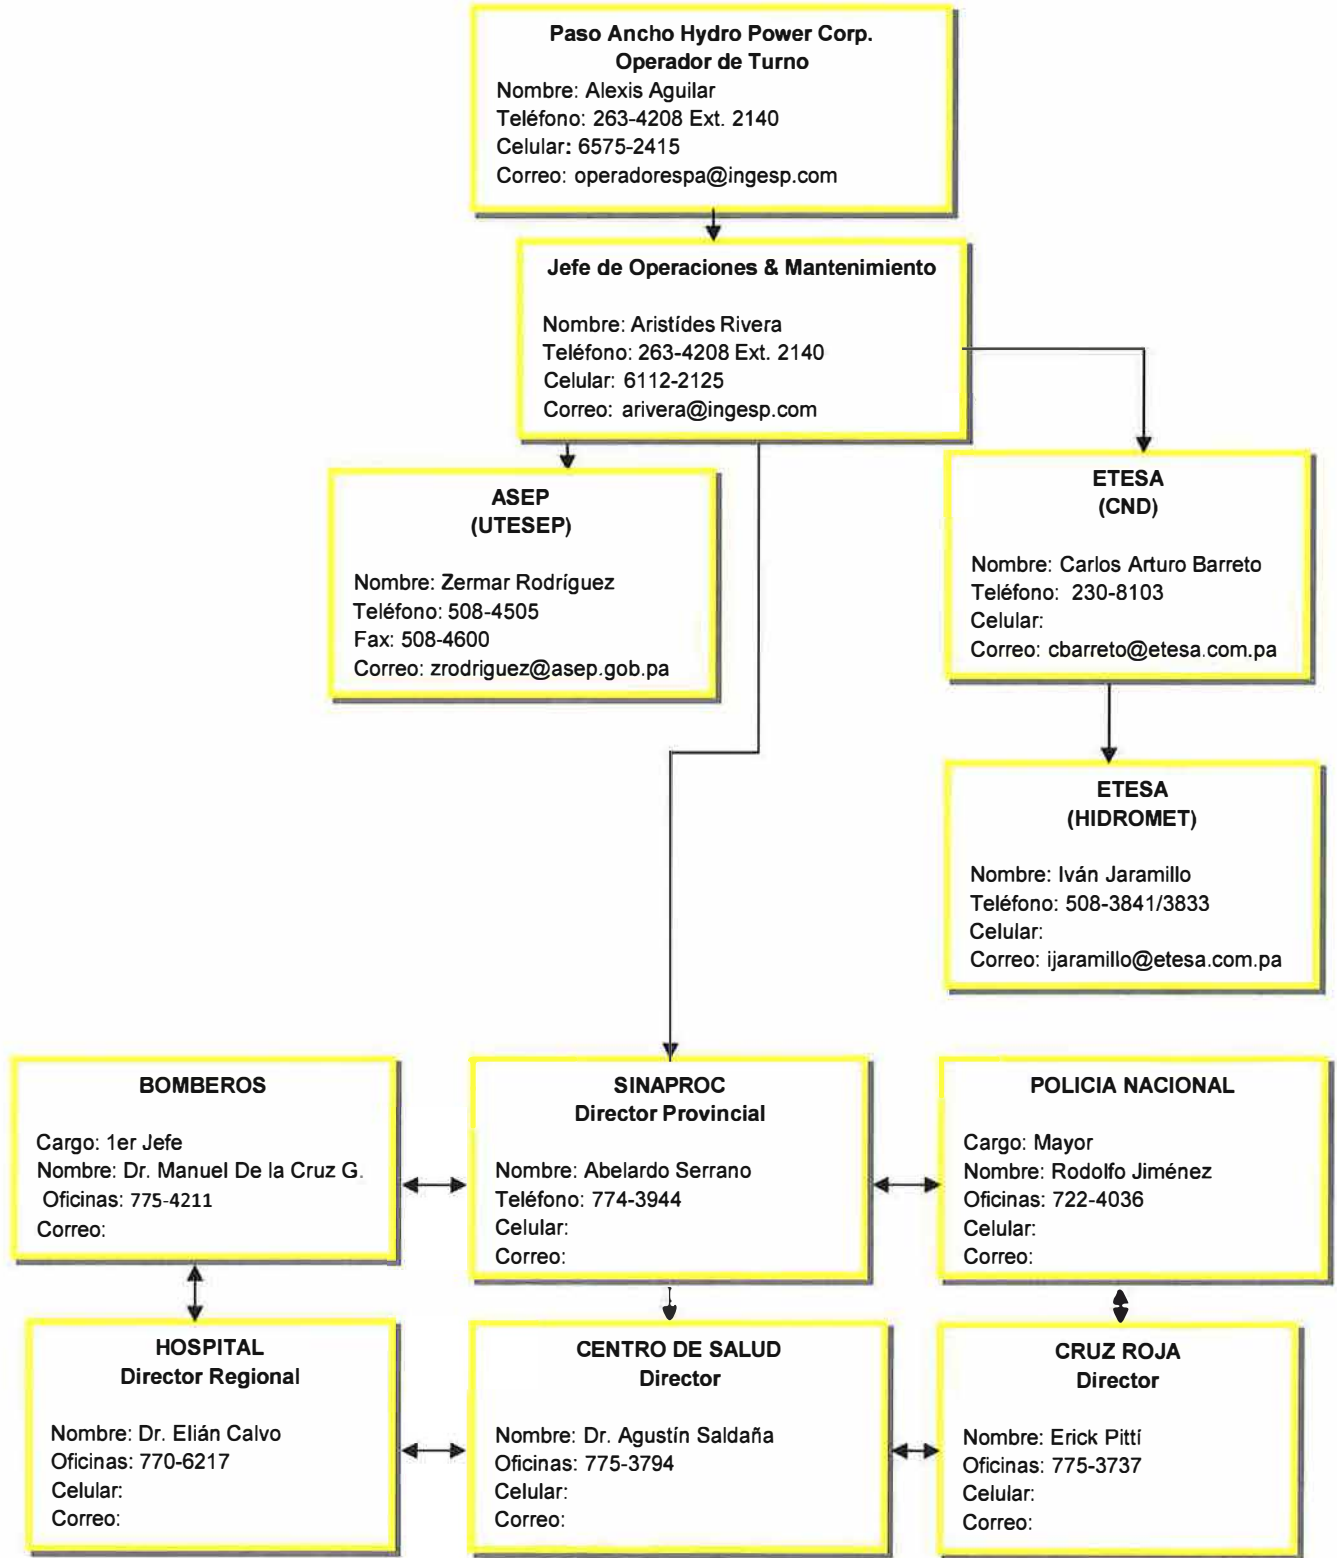 Paso Ancho Hydro Power Corp.
Operador de Turno
Nombre: Alexis Aguilar
Teléfono: 263-4208 Ext. 2140
Celular: 6575-2415
Correo: operadorespa@ingesp.com
Jefe de Operaciones & Mantenimiento
Nombre: Aristídes Rivera
Teléfono: 263-4208 Ext. 2140
Celular: 6112-2125
Correo: arivera@ingesp.com
ASEP
(UTESEP)
Nombre: Zermar Rodríguez
Teléfono: 508-4505
Fax: 508-4600
Correo: zrodriguez@asep.gob.pa
ETESA
(CND)
Nombre: Carlos Arturo Barreto
Teléfono: 230-8103
Celular:
Correo: cbarreto@etesa.com.pa
ETESA
(HIDROMET)
Nombre: Iván Jaramillo
Teléfono: 508-3841/3833
Celular:
Correo: ijaramillo@etesa.com.pa
BOMBEROS
Cargo: 1er Jefe
Nombre: Dr. Manuel De la Cruz G.
Oficinas: 775-4211
Correo:
SINAPROC
Director Provincial
Nombre: Abelardo Serrano
Teléfono: 774-3944
Celular:
Correo:
POLICIA NACIONAL
Cargo: Mayor
Nombre: Rodolfo Jiménez
Oficinas: 722-4036
Celular:
Correo:
HOSPITAL
Director Regional
Nombre: Dr. Elián Calvo
Oficinas: 770-6217
Celular:
Correo:
CENTRO DE SALUD
Director
Nombre: Dr. Agustín Saldaña
Oficinas: 775-3794
Celular:
Correo:
CRUZ ROJA
Director
Nombre: Erick Pittí
Oficinas: 775-3737
Celular:
Correo: